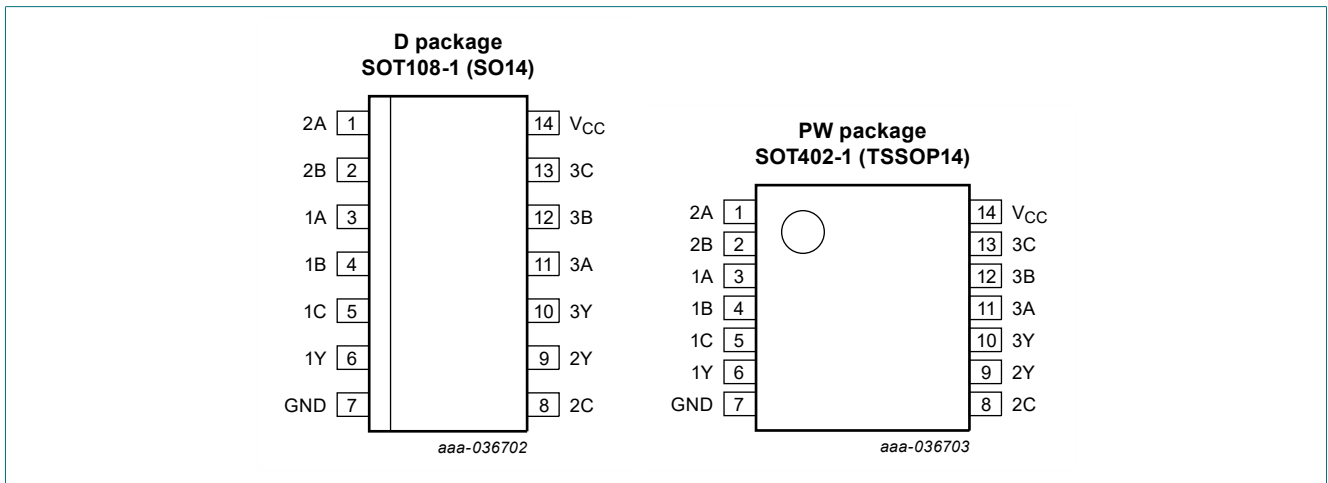 D package
SOT108-1 (SO14)
2A 1 14 VCC
2B 2 13 3C
1A 3 12 3B
1B 4 11 3A
1C 5 10 3Y
1Y 6 9 2Y
GND 7 8 2C
aaa-036702
PW package
SOT402-1 (TSSOP14)
2A 1 14 VCC
2B 2 13 3C
1A 3 12 3B
1B 4 11 3A
1C 5 10 3Y
1Y 6 9 2Y
GND 7 8 2C
aaa-036703